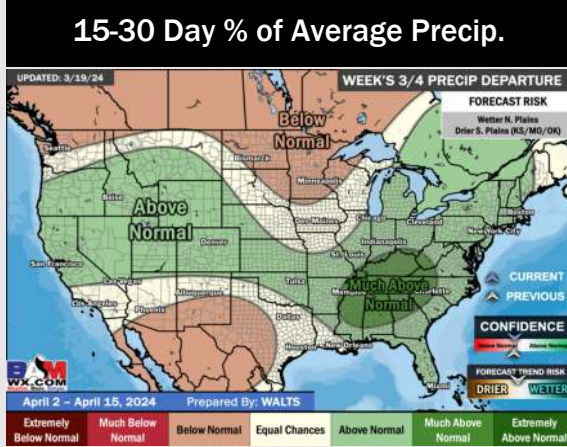 15-30 Day % of Average Precip.
UPDATED: 3/19/24
WEEK'S 3/4 PRECIP DEPARTURE
FORECAST RISK
Wetter N. Plains
Drier S. Plains (KS/MO/OK)
Below
Normal
Seattle
Bismarck
Minneapolis
Boise
Above
Normal
Des Moines
Chicago
Cleveland
Boston
New York City
Denver
Indianapolis
St. Louis
San Francisco
Las Vegas
Tulsa
Much Above
Normal
Memphis
Charlotte
Los Angeles
Phoenix
Albuquerque
Dallas
Houston
New Orleans
Miami
CURRENT
PREVIOUS
CONFIDENCE
Below Normal
Above Normal
FORECAST TREND RISK
DRIER
WETTER
BAM
WX.COM
April 2 – April 15, 2024
Prepared By: WALTS
Extremely
Below Normal
Much Below
Normal
Below Normal
Equal Chances
Above Normal
Much Above
Normal
Extremely
Above Normal